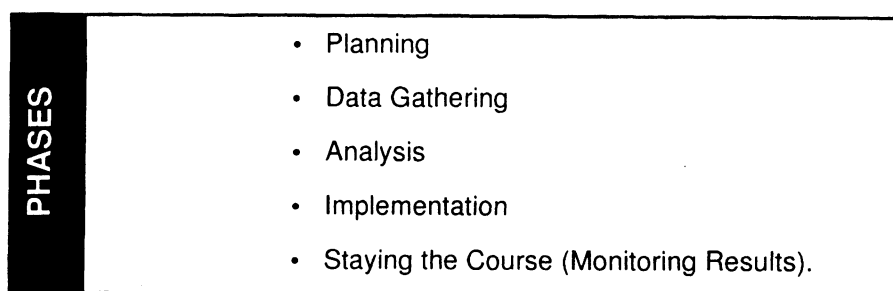 PHASES
• Planning
• Data Gathering
• Analysis
• Implementation
• Staying the Course (Monitoring Results).